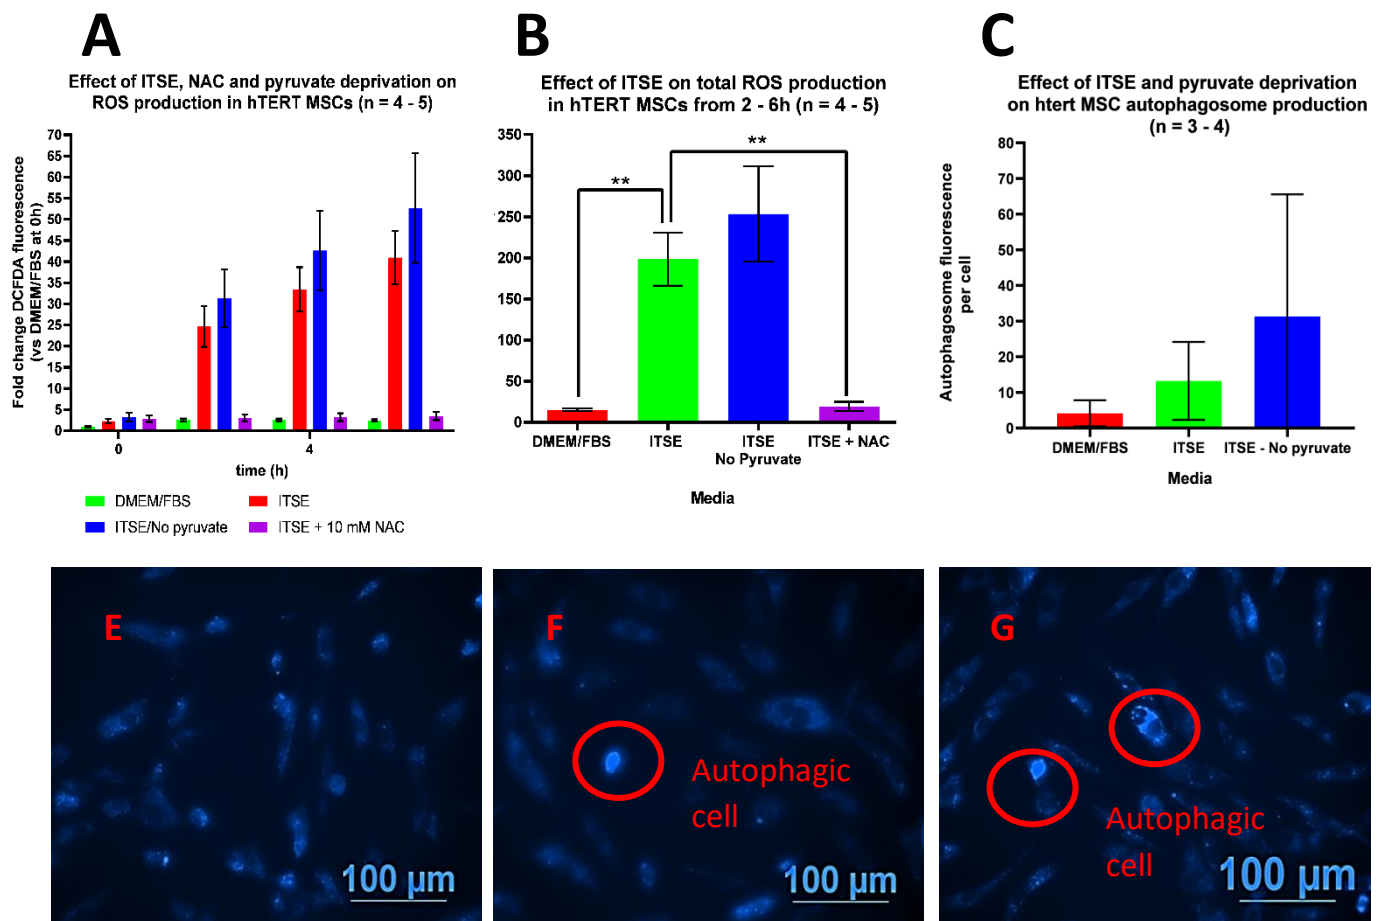 A
Effect of ITSE, NAC and pyruvate deprivation on
ROS production in hTERT MSCs (n = 4 - 5)
Fold change DCFDA fluorescence
(vs DMEM/FBS at 0h)
70
65
60
55
50
45
40
35
30
25
20
15
10
5
0
0
4
time (h)
DMEM/FBS
ITSE
ITSE/No pyruvate
ITSE + 10 mM NAC
B
Effect of ITSE on total ROS production
in hTERT MSCs from 2 - 6h (n = 4 - 5)
350
300
250
200
150
100
50
0
**
**
DMEM/FBS
ITSE
ITSE
No Pyruvate
ITSE + NAC
Media
C
Effect of ITSE and pyruvate deprivation
on htert MSC autophagosome production
(n = 3 - 4)
Autophagosome fluorescence
per cell
80
70
60
50
40
30
20
10
0
DMEM/FBS
ITSE
ITSE - No pyruvate
Media
E
100 µm
F
Autophagic
cell
100 µm
G
Autophagic
cell
100 µm